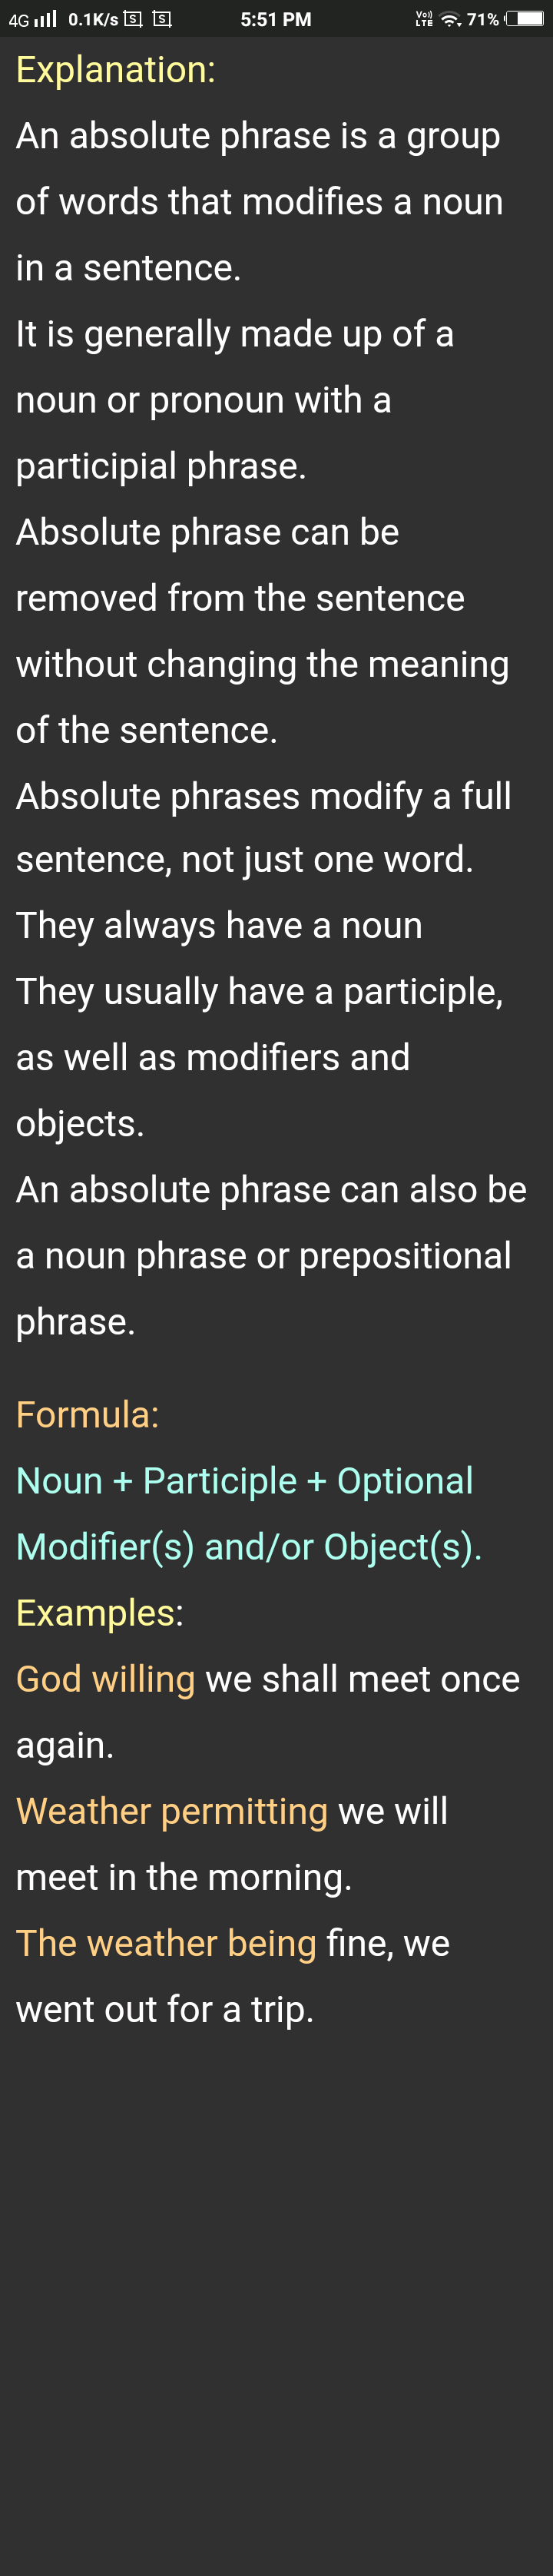 4G 0.1K/s S S 5:51 PM Vo)) LTE 71%
Explanation:
An absolute phrase is a group
of words that modifies a noun
in a sentence.
It is generally made up of a
noun or pronoun with a
participial phrase.
Absolute phrase can be
removed from the sentence
without changing the meaning
of the sentence.
Absolute phrases modify a full
sentence, not just one word.
They always have a noun
They usually have a participle,
as well as modifiers and
objects.
An absolute phrase can also be
a noun phrase or prepositional
phrase.
Formula:
Noun + Participle + Optional
Modifier(s) and/or Object(s).
Examples:
God willing we shall meet once
again.
Weather permitting we will
meet in the morning.
The weather being fine, we
went out for a trip.